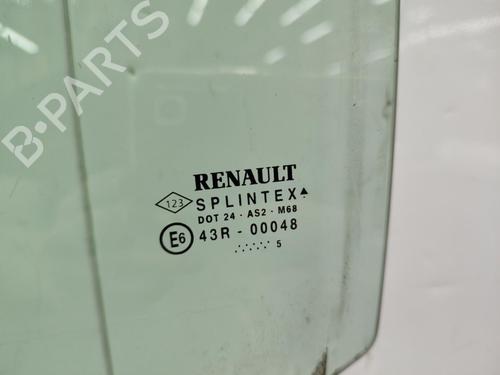 B-PARTS
RENAULT
123 SPLINTEX
DOT 24 · AS2 · M68
E6 43R - 00048
5